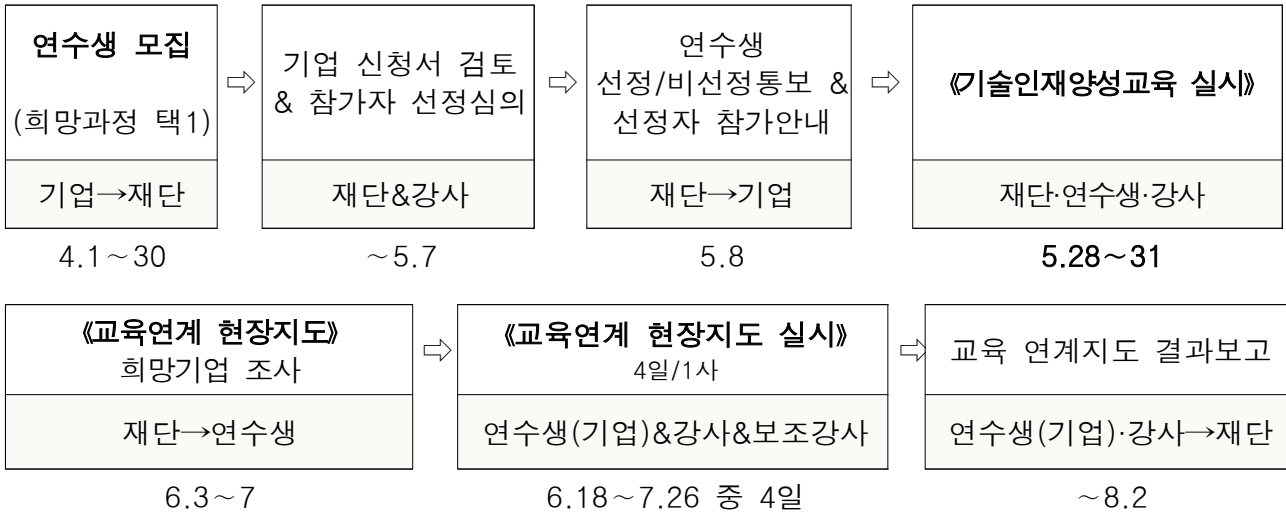 연수생 모집
(희망과정 택1)
⇨
기업 신청서 검토
& 참가자 선정심의
⇨
연수생
선정/비선정통보 &
선정자 참가안내
⇨
《기술인재양성교육 실시》
기업→재단
재단&강사
재단→기업
재단·연수생·강사
4.1~30
~5.7
5.8
5.28~31
《교육연계 현장지도》
희망기업 조사
⇨
《교육연계 현장지도 실시》
4일/1사
⇨
교육 연계지도 결과보고
재단→연수생
연수생(기업)&강사&보조강사
연수생(기업)·강사→재단
6.3~7
6.18~7.26 중 4일
~8.2